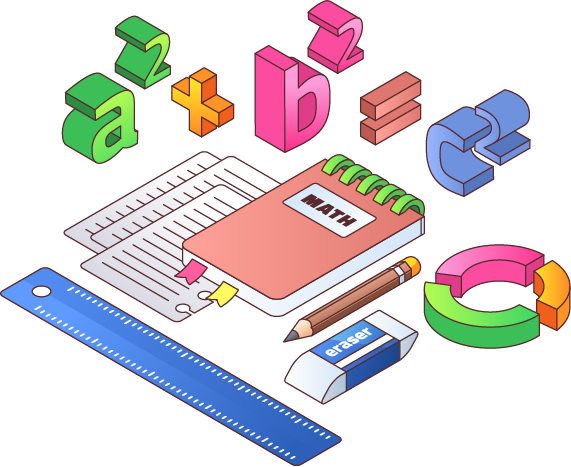 a² + b² = c²
MATH
eraser